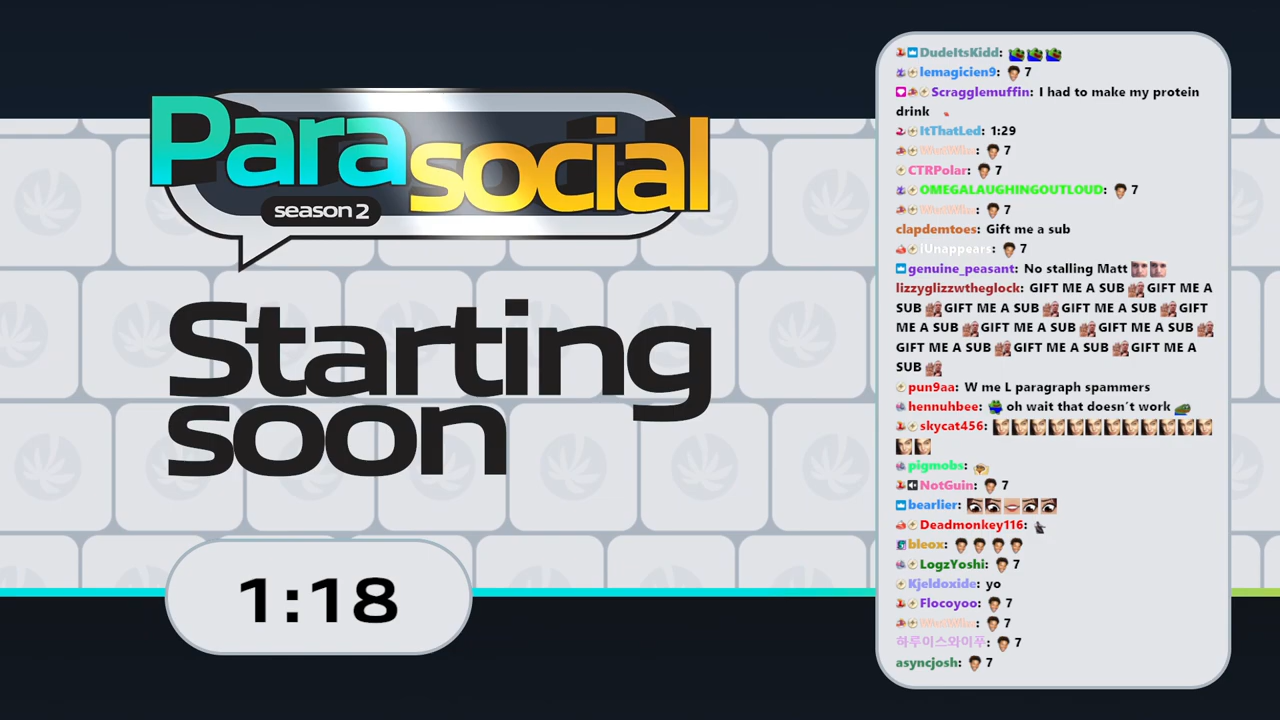 Para
social
season 2
Starting
soon
1:18
DudeItsKidd:
lemagicien9: 7
Scragglemuffin: I had to make my protein
drink
ItThatLed: 1:29
: 7
CTRPolar: 7
OMEGALAUGHINGOUTLOUD: 7
: 7
clapdemtoes: Gift me a sub
iUnappears: 7
genuine_peasant: No stalling Matt
lizzyglizzwtheglock: GIFT ME A SUB GIFT ME A
SUB GIFT ME A SUB GIFT ME A SUB GIFT
ME A SUB GIFT ME A SUB GIFT ME A SUB
GIFT ME A SUB GIFT ME A SUB GIFT ME A
SUB
pun9aa: W me L paragraph spammers
hennuhbee: oh wait that doesn't work
skycat456:
pigmobs:
NotGuin: 7
bearlier:
Deadmonkey116:
bleox:
LogzYoshi: 7
Kjeldoxide: yo
Flocoyoo: 7
: 7
하루이스와이푸: 7
asyncjosh: 7